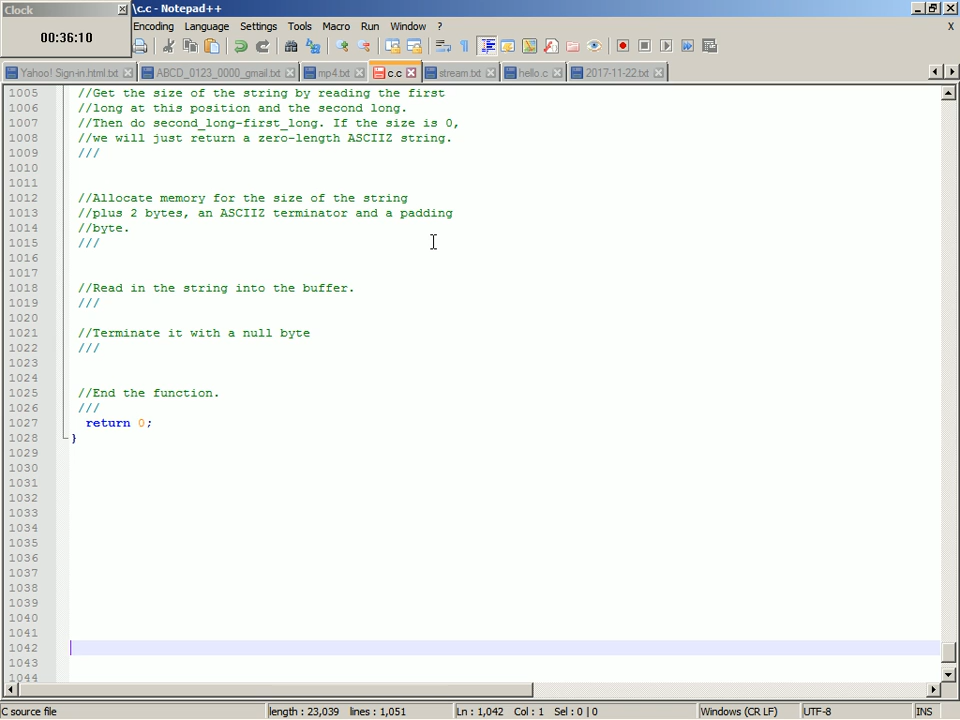 Clock
00:36:10
\c.c - Notepad++
Encoding Language Settings Tools Macro Run Window ? X
Yahoo! Sign-in.html.txt ABCD_0123_0000_gmail.txt mp4.txt c.c stream.txt hello.c 2017-11-22.txt
1005 //Get the size of the string by reading the first
1006 //long at this position and the second long.
1007 //Then do second_long-first_long. If the size is 0,
1008 //we will just return a zero-length ASCIIZ string.
1009 ///
1010
1011
1012 //Allocate memory for the size of the string
1013 //plus 2 bytes, an ASCIIZ terminator and a padding
1014 //byte.
1015 ///
1016
1017
1018 //Read in the string into the buffer.
1019 ///
1020
1021 //Terminate it with a null byte
1022 ///
1023
1024
1025 //End the function.
1026 ///
1027 return 0;
1028 }
1029
1030
1031
1032
1033
1034
1035
1036
1037
1038
1039
1040
1041
1042
1043
1044
C source file length : 23,039 lines : 1,051 Ln : 1,042 Col : 1 Sel : 0 | 0 Windows (CR LF) UTF-8 INS